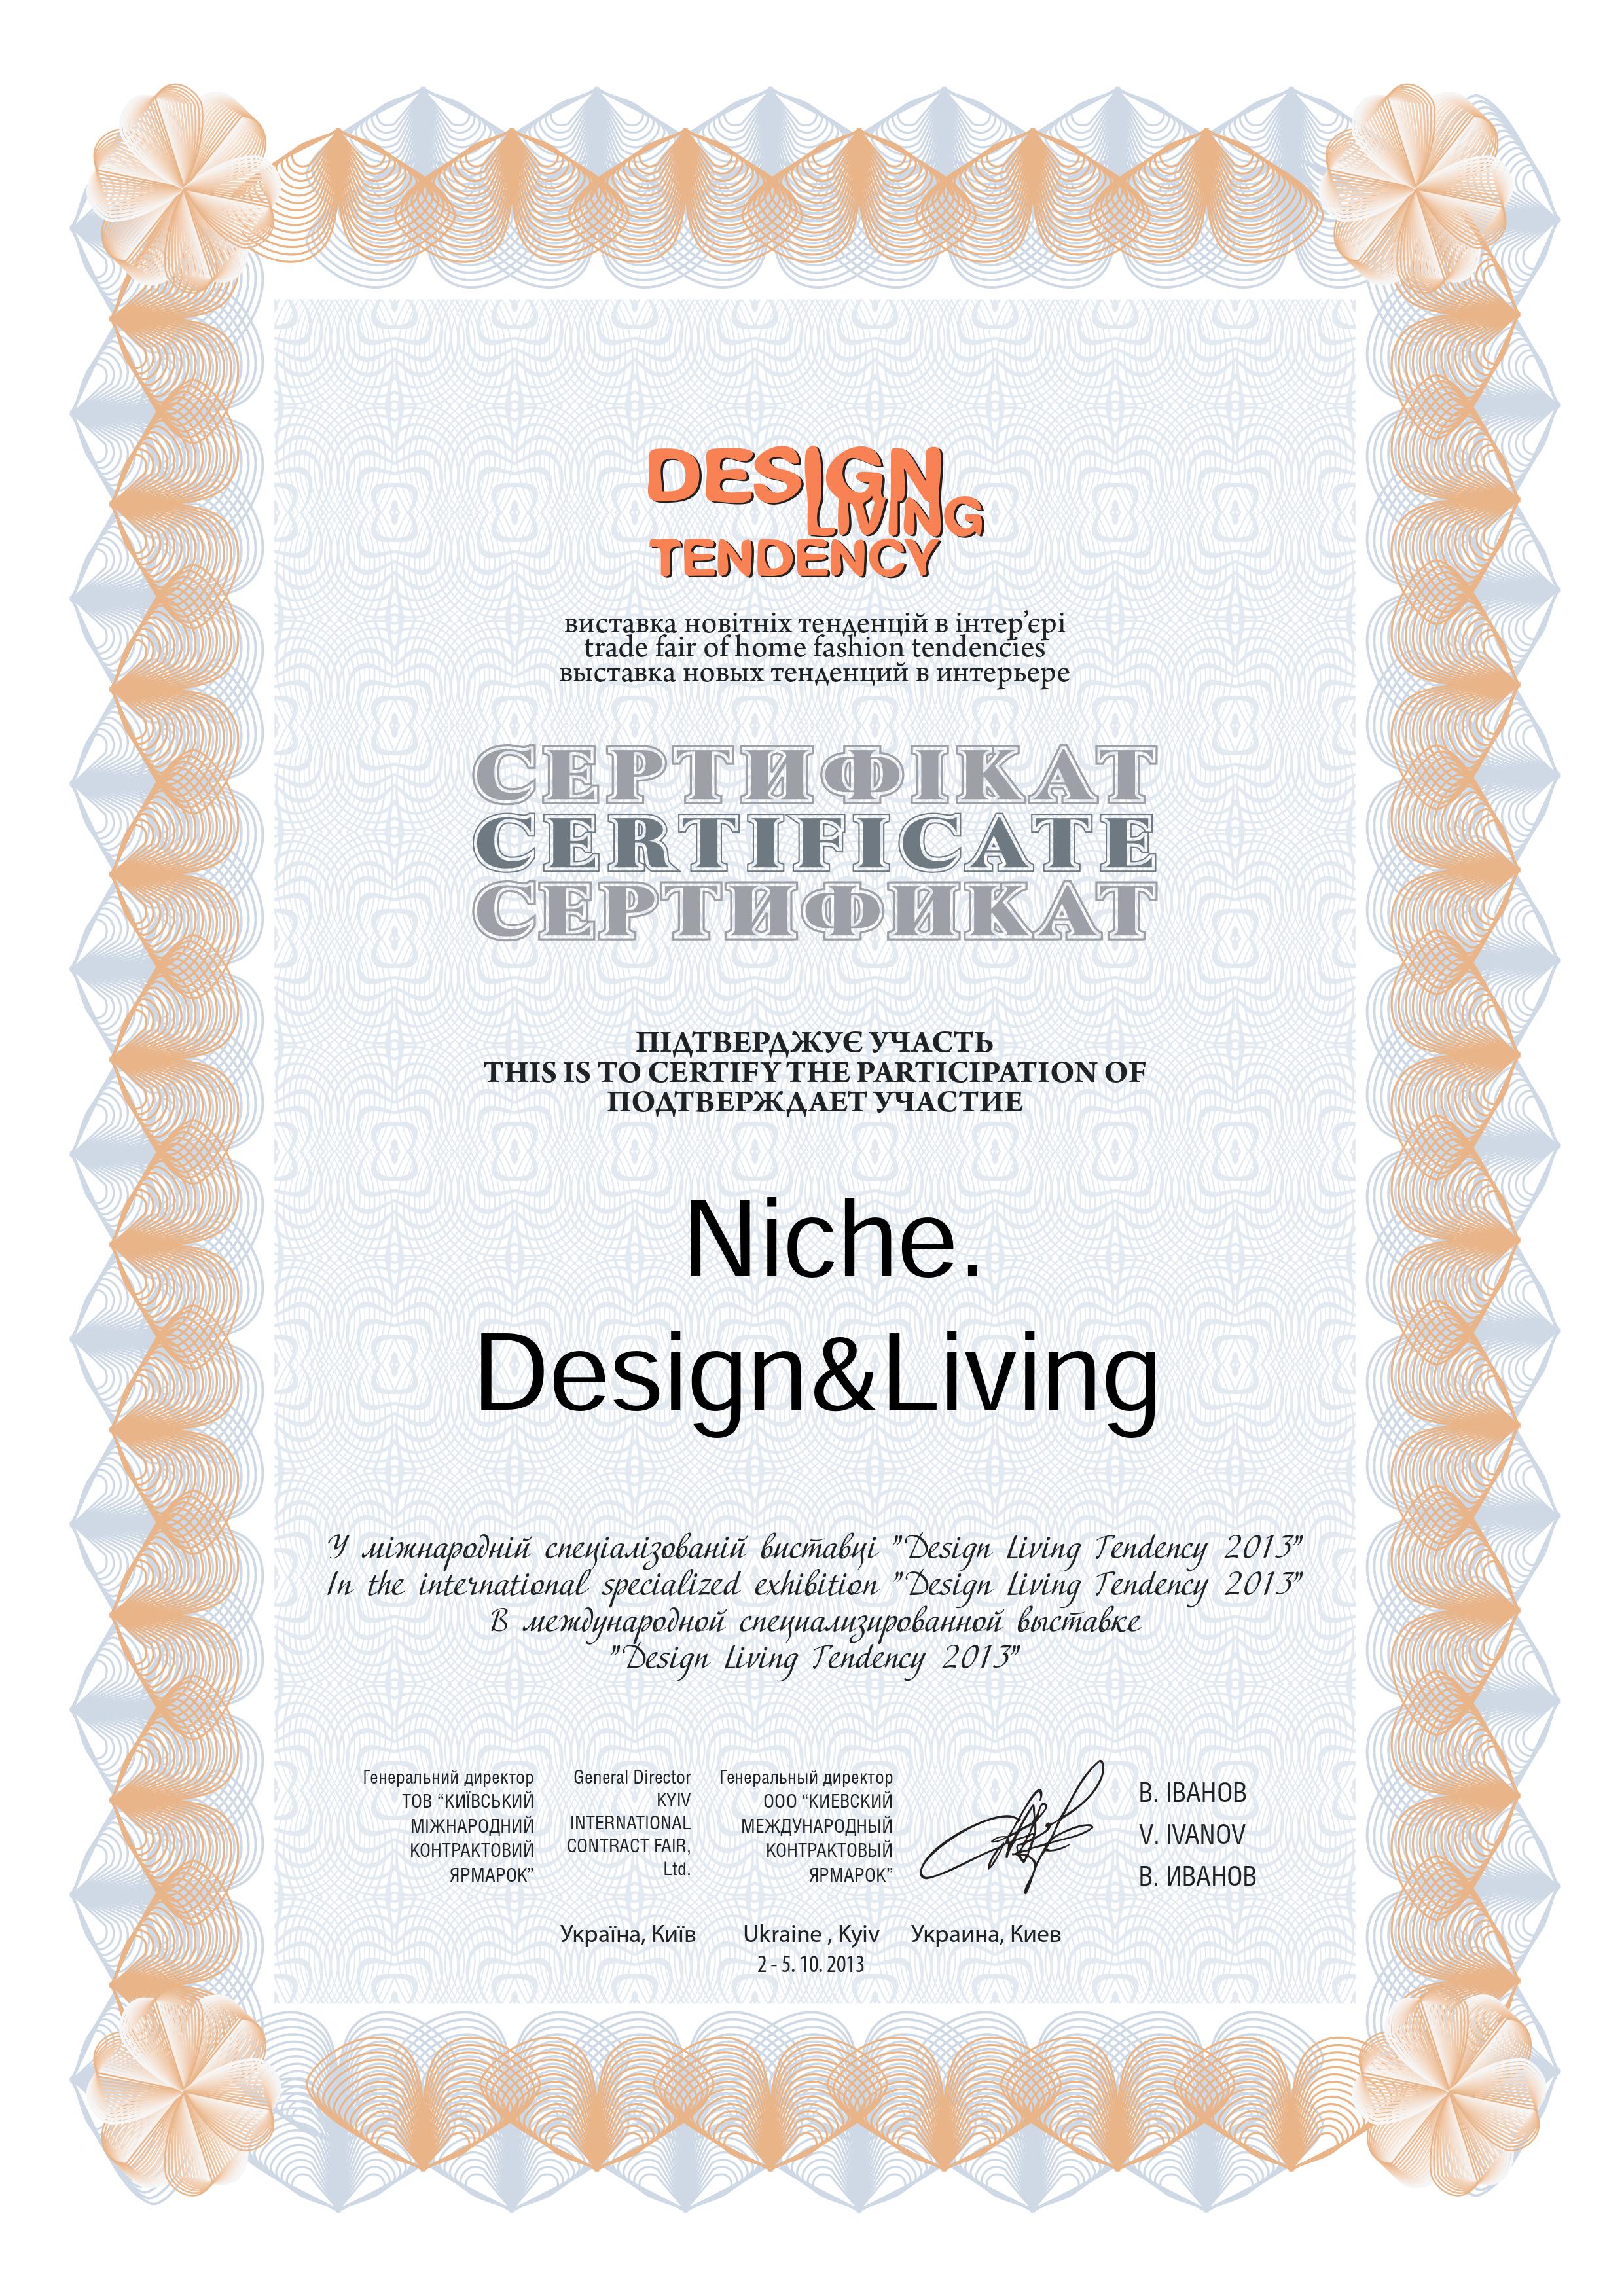 DESIGN
LIVING
TENDENCY
виставка новітніх тенденцій в інтер’єрі
trade fair of home fashion tendencies
выставка новых тенденций в интерьере
СЕРТИФІКАТ
CERTIFICATE
СЕРТИФИКАТ
ПІДТВЕРДЖУЄ УЧАСТЬ
THIS IS TO CERTIFY THE PARTICIPATION OF
ПОДТВЕРЖДАЕТ УЧАСТИЕ
Niche.
Design&Living
У міжнародній спеціалізованій виставці "Design Living Tendency 2013"
In the international specialized exhibition "Design Living Tendency 2013"
В международной специализированной выставке
"Design Living Tendency 2013"
Генеральний директор
ТОВ “КИЇВСЬКИЙ
МІЖНАРОДНИЙ
КОНТРАКТОВИЙ
ЯРМАРОК”
General Director
KYIV
INTERNATIONAL
CONTRACT FAIR,
Ltd.
Генеральный директор
ООО “КИЕВСКИЙ
МЕЖДУНАРОДНЫЙ
КОНТРАКТОВЫЙ
ЯРМАРОК”
В. ІВАНОВ
V. IVANOV
В. ИВАНОВ
Україна, Київ Ukraine , Kyiv Украина, Киев
2 - 5. 10. 2013